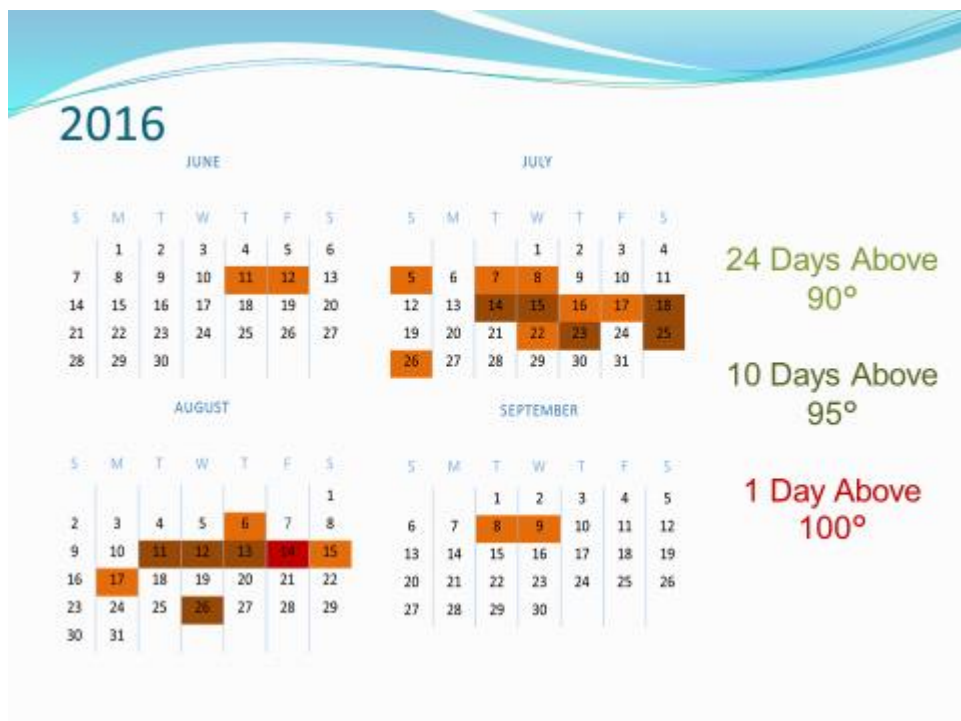 2016
JUNE
S M T W T F S
1 2 3 4 5 6
7 8 9 10 11 12 13
14 15 16 17 18 19 20
21 22 23 24 25 26 27
28 29 30
JULY
S M T W T F S
1 2 3 4
5 6 7 8 9 10 11
12 13 14 15 16 17 18
19 20 21 22 23 24 25
26 27 28 29 30 31
24 Days Above
90°
10 Days Above
95°
1 Day Above
100°
AUGUST
S M T W T F S
1
2 3 4 5 6 7 8
9 10 11 12 13 14 15
16 17 18 19 20 21 22
23 24 25 26 27 28 29
30 31
SEPTEMBER
S M T W T F S
1 2 3 4 5
6 7 8 9 10 11 12
13 14 15 16 17 18 19
20 21 22 23 24 25 26
27 28 29 30